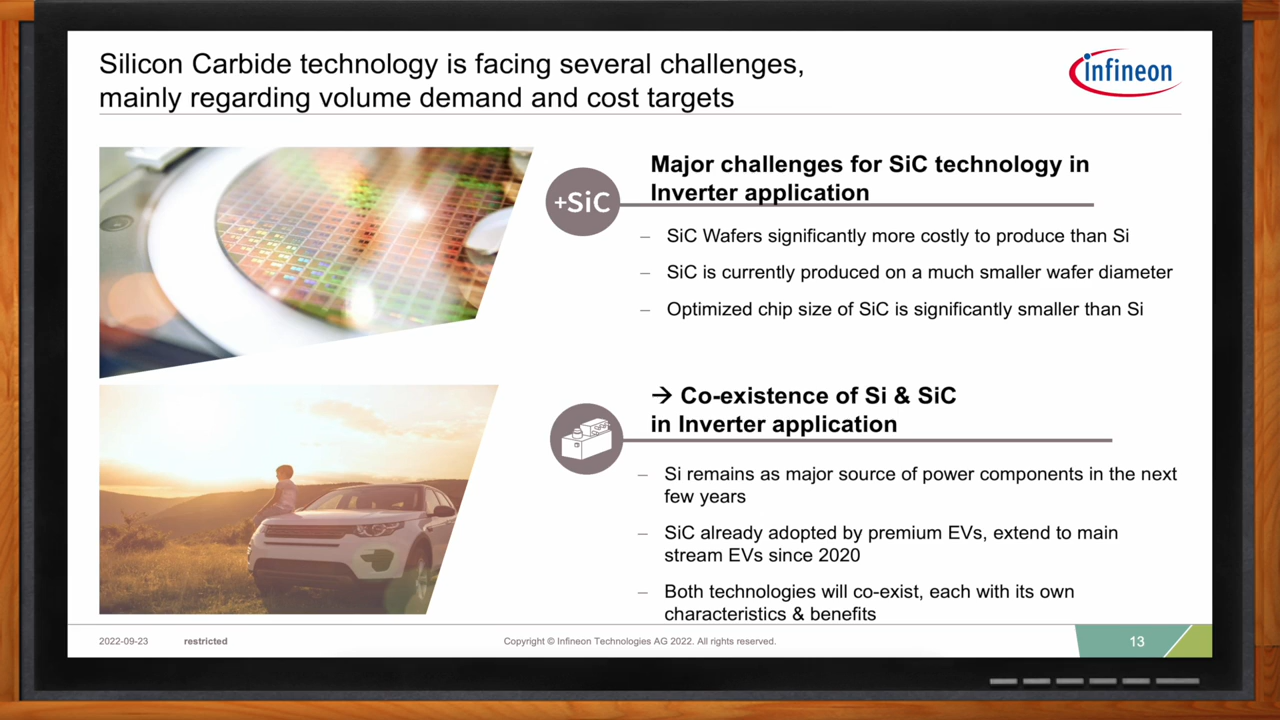 Silicon Carbide technology is facing several challenges,
mainly regarding volume demand and cost targets
infineon
+SiC
Major challenges for SiC technology in
Inverter application
– SiC Wafers significantly more costly to produce than Si
– SiC is currently produced on a much smaller wafer diameter
– Optimized chip size of SiC is significantly smaller than Si
→ Co-existence of Si & SiC
in Inverter application
– Si remains as major source of power components in the next
few years
– SiC already adopted by premium EVs, extend to main
stream EVs since 2020
– Both technologies will co-exist, each with its own
characteristics & benefits
2022-09-23
restricted
Copyright © Infineon Technologies AG 2022. All rights reserved.
13